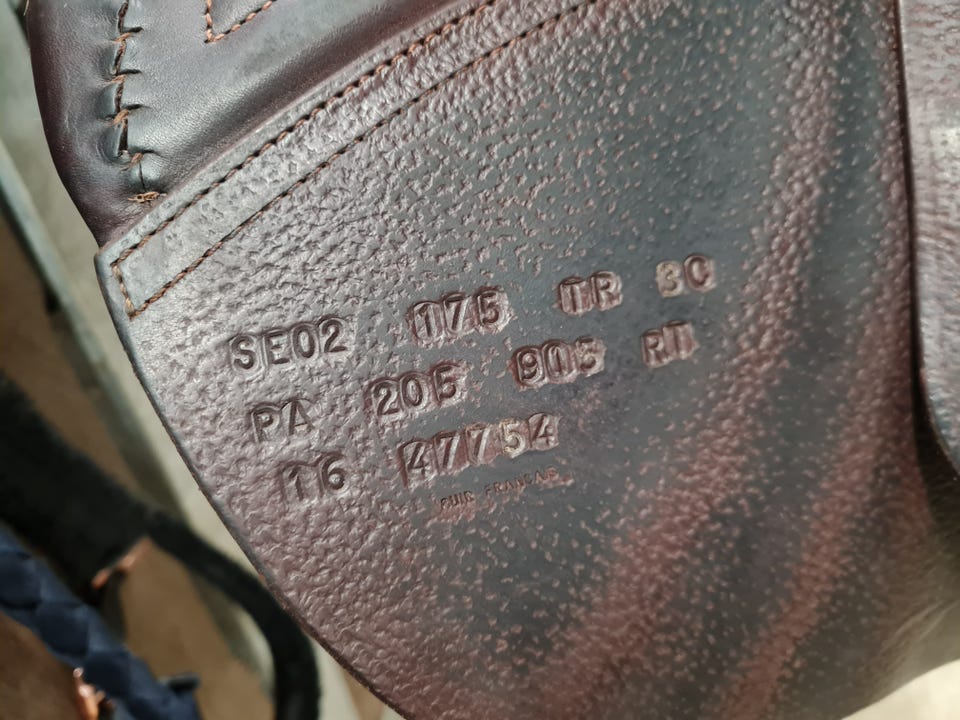 SE02 175 TR 3C
PA 205 905 RT
16 47754
CUIR FRANCAIS